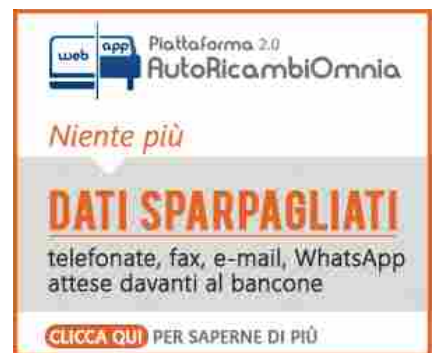 web app Piattaforma 2.0
AutoRicambiOmnia
Niente più
DATI SPARPAGLIATI
telefonate, fax, e-mail, WhatsApp
attese davanti al bancone
CLICCA QUI PER SAPERNE DI PIÙ